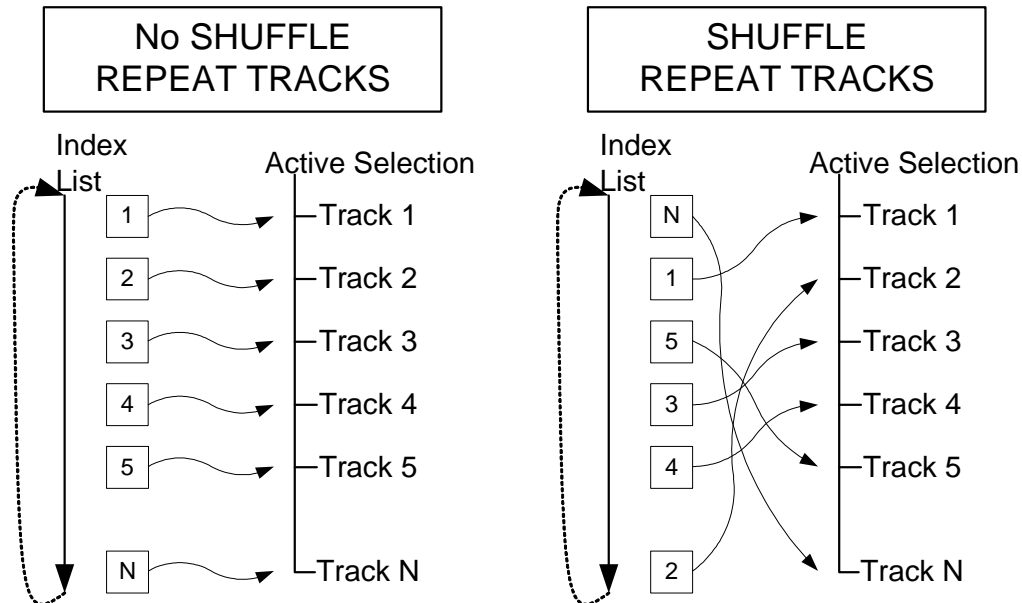 No SHUFFLE
REPEAT TRACKS
Index
List
Active Selection
1
Track 1
2
Track 2
3
Track 3
4
Track 4
5
Track 5
N
Track N
SHUFFLE
REPEAT TRACKS
Index
List
Active Selection
N
Track 1
1
Track 2
5
Track 3
3
Track 4
4
Track 5
2
Track N